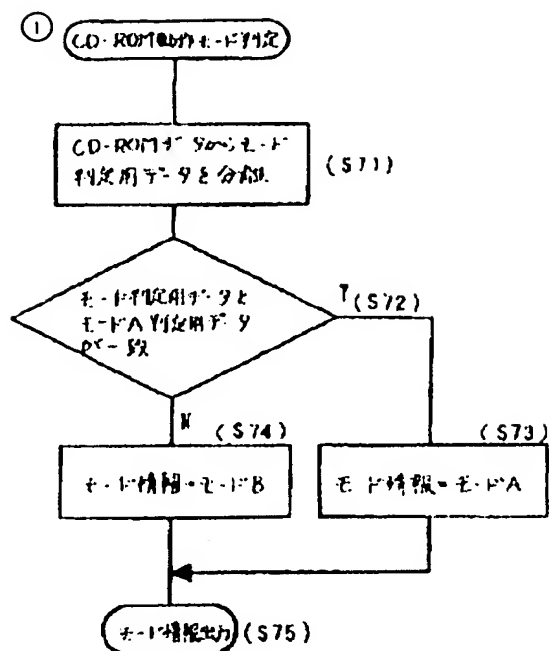 ①
CD-ROM動作モード判定
CD-ROMデータからモード
判定用データを分離
(S71)
モード判定用データと
モードA判定用データ
が一致
Y (S72)
N
(S74)
(S73)
モード情報=モードB
モード情報=モードA
モード情報出力 (S75)